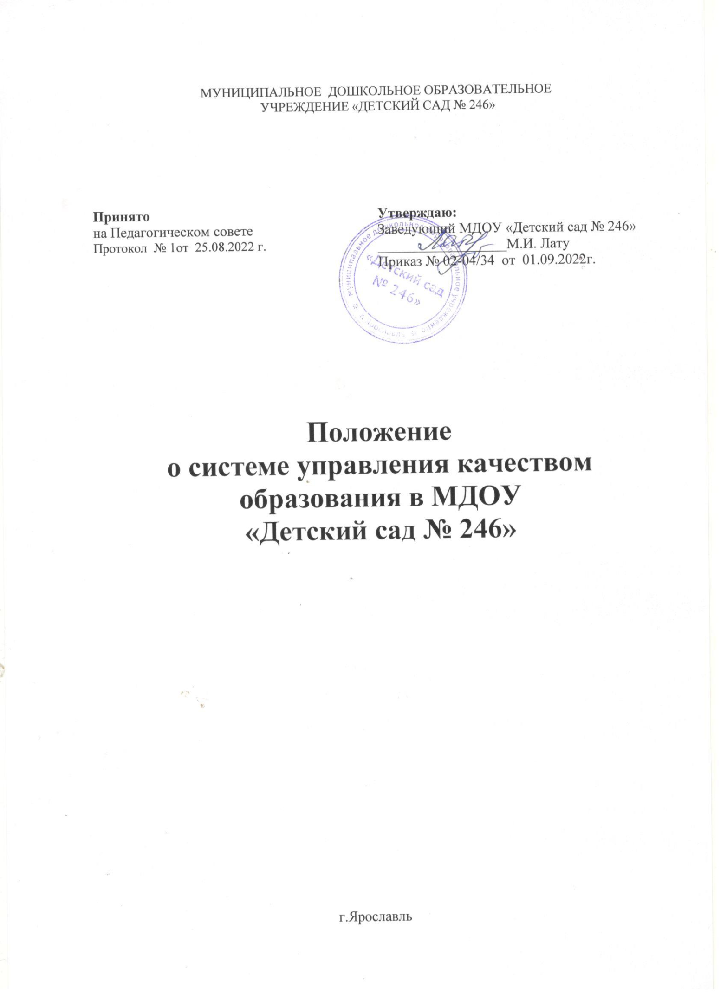 МУНИЦИПАЛЬНОЕ ДОШКОЛЬНОЕ ОБРАЗОВАТЕЛЬНОЕ
УЧРЕЖДЕНИЕ «ДЕТСКИЙ САД № 246»
Принято
на Педагогическом совете
Протокол № 1от 25.08.2022 г.
Утверждаю:
Заведующий МДОУ «Детский сад № 246»
М.И. Лату
Приказ № 02-04/34 от 01.09.2022г.
муниципальное дошкольное образовательное учреждение
г. Ярославль
«Детский сад
№ 246»
Положение
о системе управления качеством
образования в МДОУ
«Детский сад № 246»
г.Ярославль